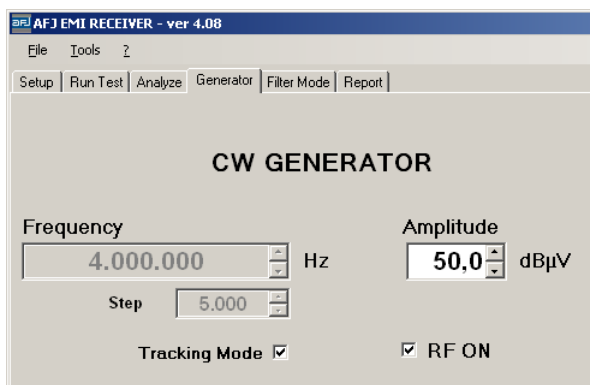 AFJ AFJ EMI RECEIVER - ver 4.08
File Tools ?
Setup Run Test Analyze Generator Filter Mode Report
CW GENERATOR
Frequency Amplitude
4.000.000 Hz 50,0 dBµV
Step 5.000
Tracking Mode RF ON